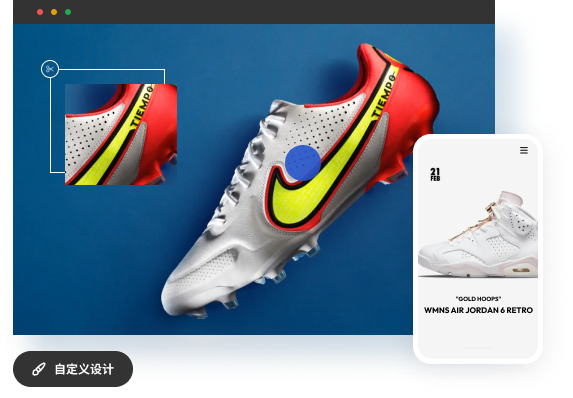 TIEMPO
TIEMPO
21
FEB
"GOLD HOOPS"
WMNS AIR JORDAN 6 RETRO
自定义设计